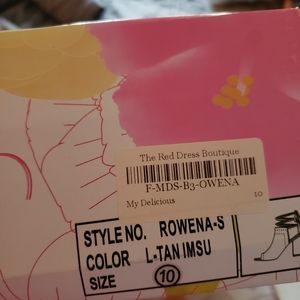 The Red Dress Boutique
F-MDS-B3-OWENA
My Delicious 10
STYLE NO. ROWENA-S
COLOR L-TAN IMSU
SIZE 10